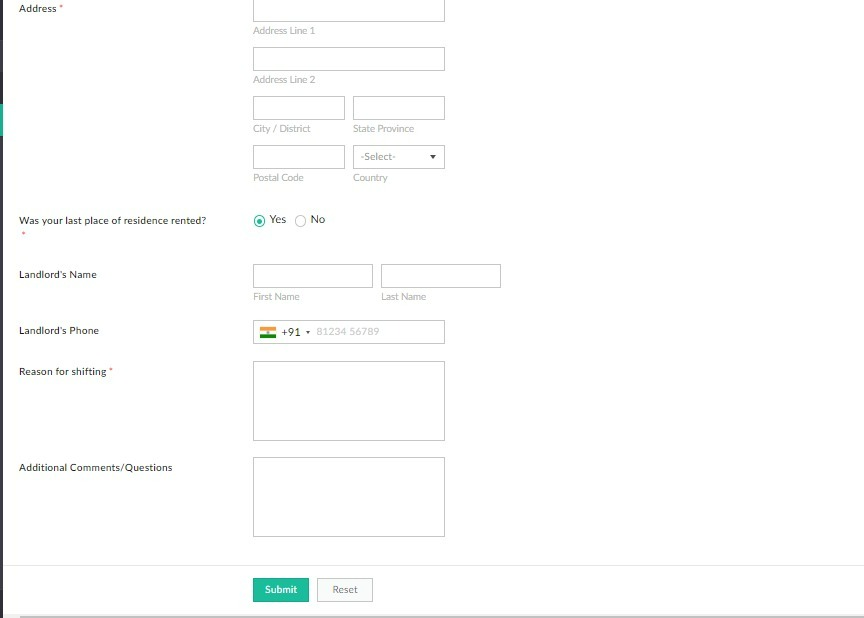 Address *
Address Line 1
Address Line 2
City / District State Province
-Select-
Postal Code Country
Was your last place of residence rented?
*
Yes No
Landlord's Name
First Name Last Name
Landlord's Phone +91 81234 56789
Reason for shifting *
Additional Comments/Questions
Submit Reset